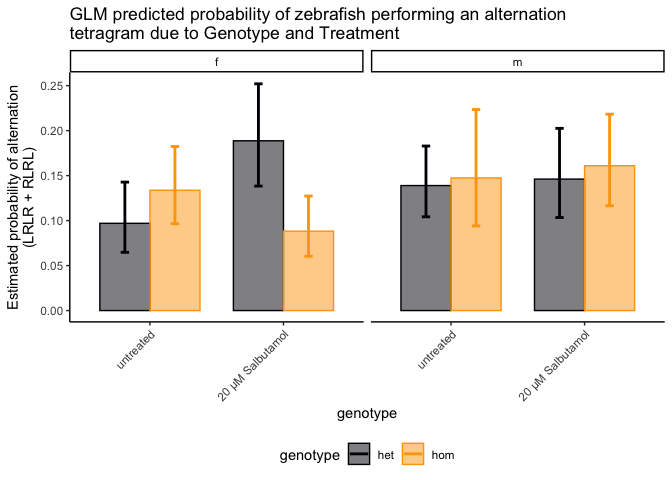 GLM predicted probability of zebrafish performing an alternation
tetragram due to Genotype and Treatment
f
m
Estimated probability of alternation
(LRLR + RLRL)
0.25
0.20
0.15
0.10
0.05
0.00
untreated
20 µM Salbutamol
untreated
20 µM Salbutamol
genotype
genotype
het
hom